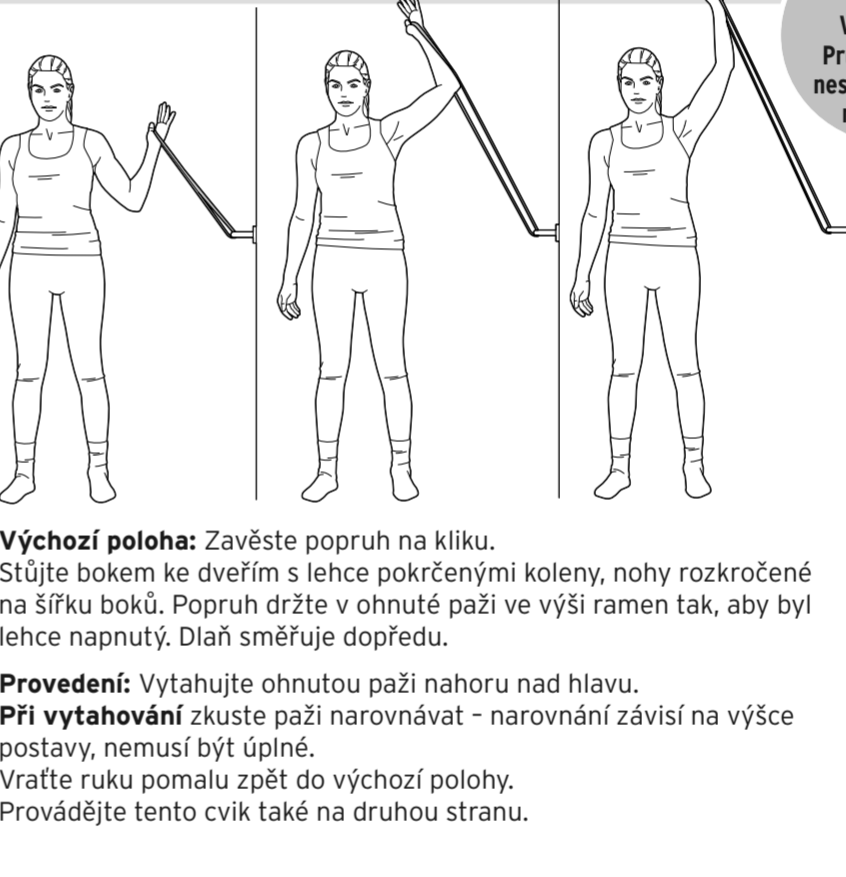 Výchozí poloha: Zavěste popruh na kliku.
Stůjte bokem ke dveřím s lehce pokrčenými koleny, nohy rozkročené
na šířku boků. Popruh držte v ohnuté paži ve výši ramen tak, aby byl
lehce napnutý. Dlaň směřuje dopředu.
Provedení: Vytahujte ohnutou paži nahoru nad hlavu.
Při vytahování zkuste paži narovnávat – narovnání závisí na výšce
postavy, nemusí být úplné.
Vraťte ruku pomalu zpět do výchozí polohy.
Provádějte tento cvik také na druhou stranu.